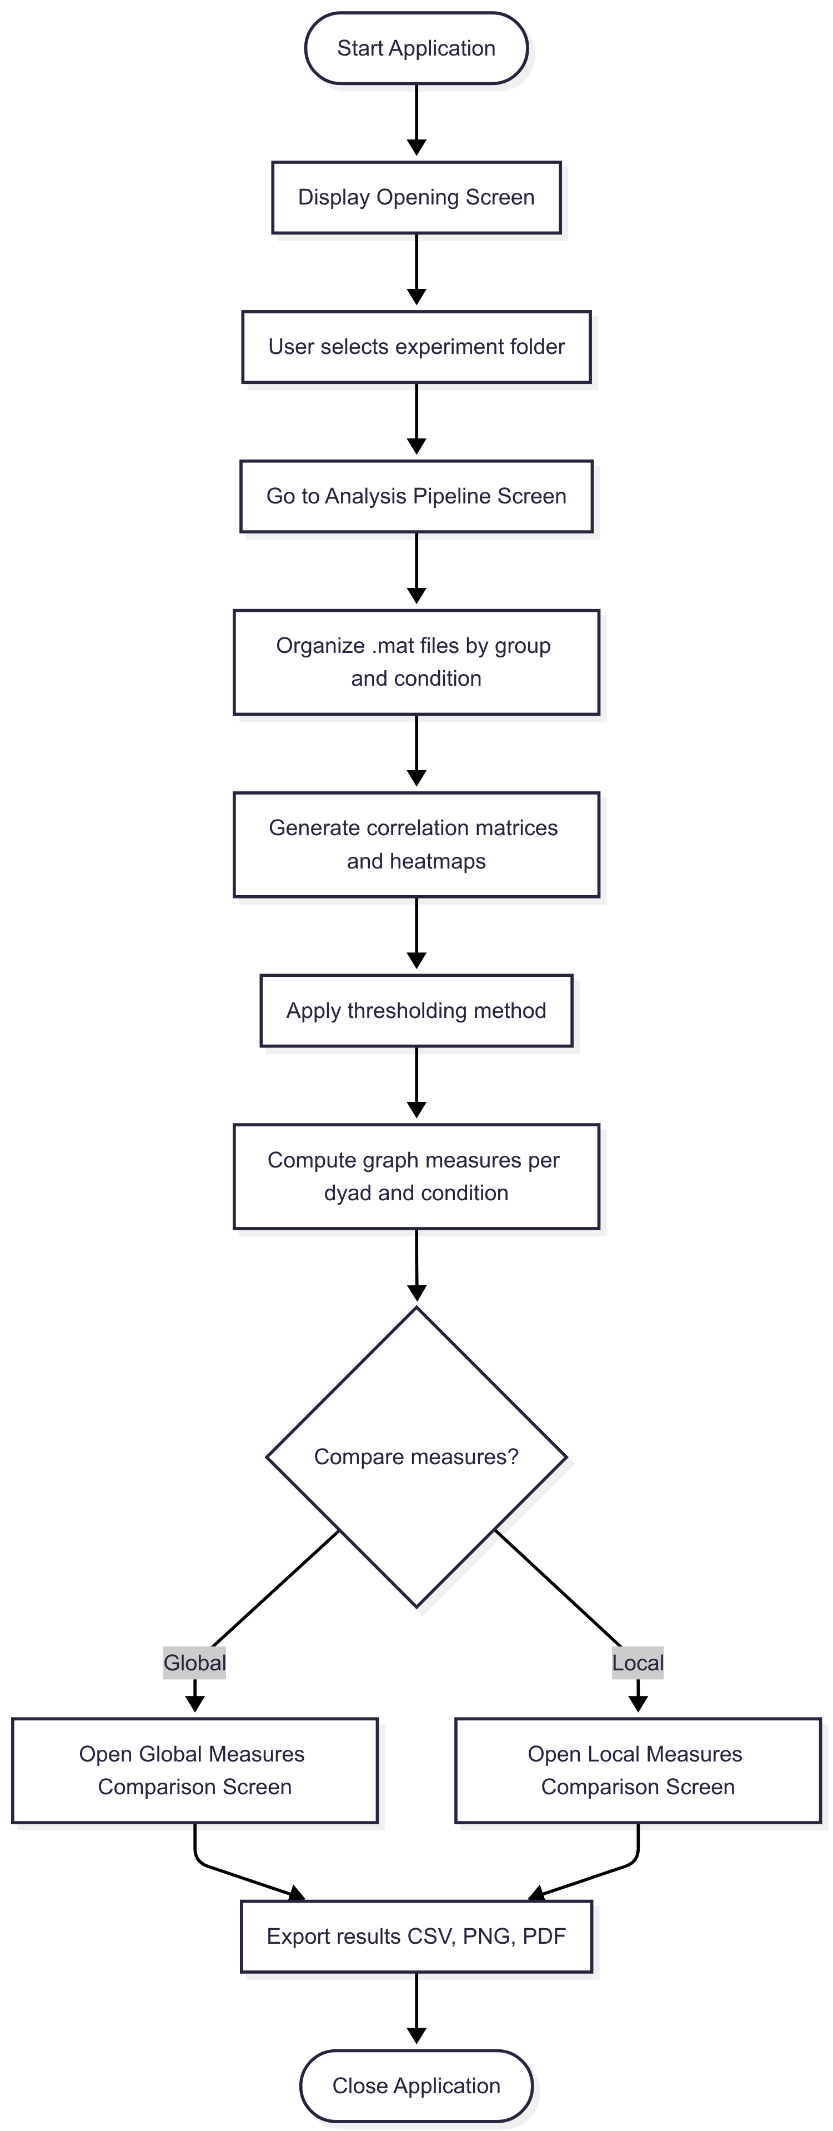 Start Application
Display Opening Screen
User selects experiment folder
Go to Analysis Pipeline Screen
Organize .mat files by group
and condition
Generate correlation matrices
and heatmaps
Apply thresholding method
Compute graph measures per
dyad and condition
Compare measures?
Global
Local
Open Global Measures
Comparison Screen
Open Local Measures
Comparison Screen
Export results CSV, PNG, PDF
Close Application